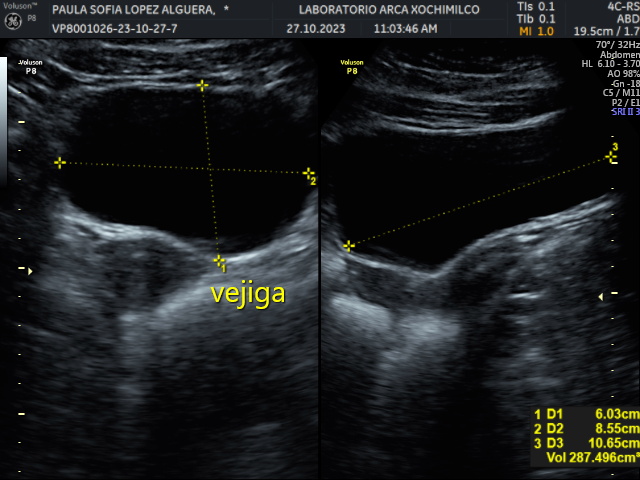 Voluson™
P8
PAULA SOFIA LOPEZ ALGUERA, *
LABORATORIO ARCA XOCHIMILCO
TIs 0.1
4C-RS
VP8001026-23-10-27-7
27.10.2023
11:03:46 AM
TIb 0.1
ABD
MI 1.0
19.5cm / 1.7
70°/ 32Hz
Abdomen
HL 6.10 - 3.70
AO 98%
Gn -18
C5 / M11
P2 / E1
SRI II 3
Voluson
P8
Voluson
P8
3
2
1
vejiga
1 D1 6.03cm
2 D2 8.55cm
3 D3 10.65cm
Vol 287.496cm³